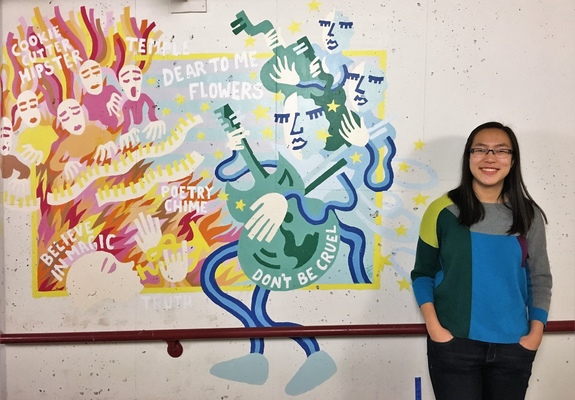 COOKIE
CUTTER
HIPSTER
TEMPLE
DEAR TO ME
FLOWERS
POETRY
CHIME
BELIEVE
IN MAGIC
DON'T BE CRUEL
TRUTH